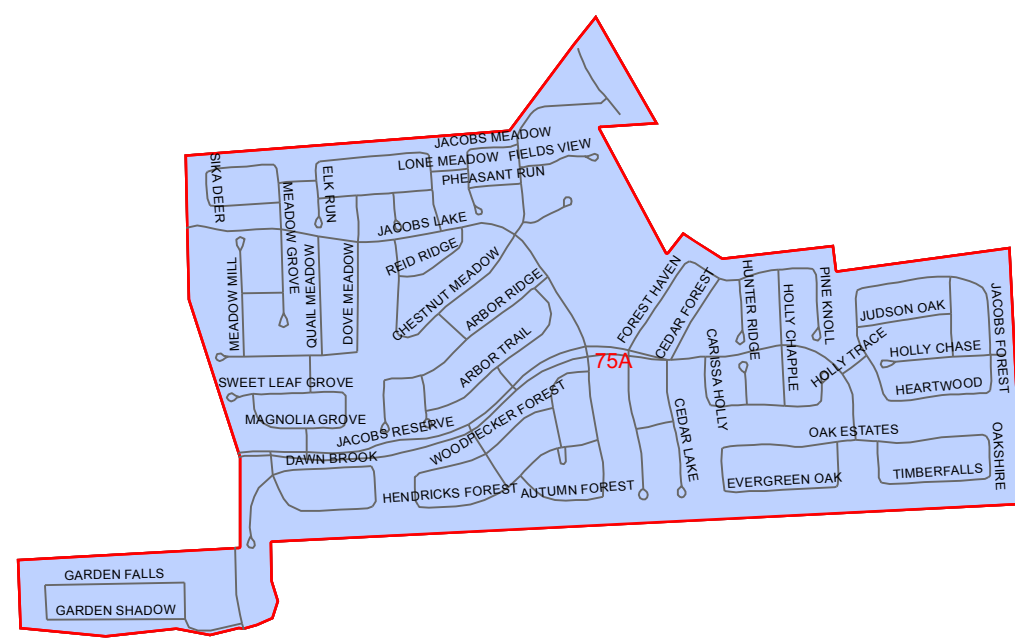 JACOBS MEADOW
LONE MEADOW
FIELDS VIEW
PHEASANT RUN
SIKA DEER
ELK RUN
MEADOW GROVE
JACOBS LAKE
REID RIDGE
MEADOW MILL
QUAIL MEADOW
DOVE MEADOW
CHESTNUT MEADOW
ARBOR RIDGE
ARBOR TRAIL
FOREST HAVEN
CEDAR FOREST
HUNTER RIDGE
HOLLY CHAPPLE
PINE KNOLL
JUDSON OAK
JACOBS FOREST
HOLLY TRACE
HOLLY CHASE
HEARTWOOD
CARISSA HOLLY
75A
SWEET LEAF GROVE
MAGNOLIA GROVE
JACOBS RESERVE
WOODPECKER FOREST
DAWN BROOK
HENDRICKS FOREST
AUTUMN FOREST
CEDAR LAKE
OAK ESTATES
EVERGREEN OAK
TIMBERFALLS
OAKSHIRE
GARDEN FALLS
GARDEN SHADOW